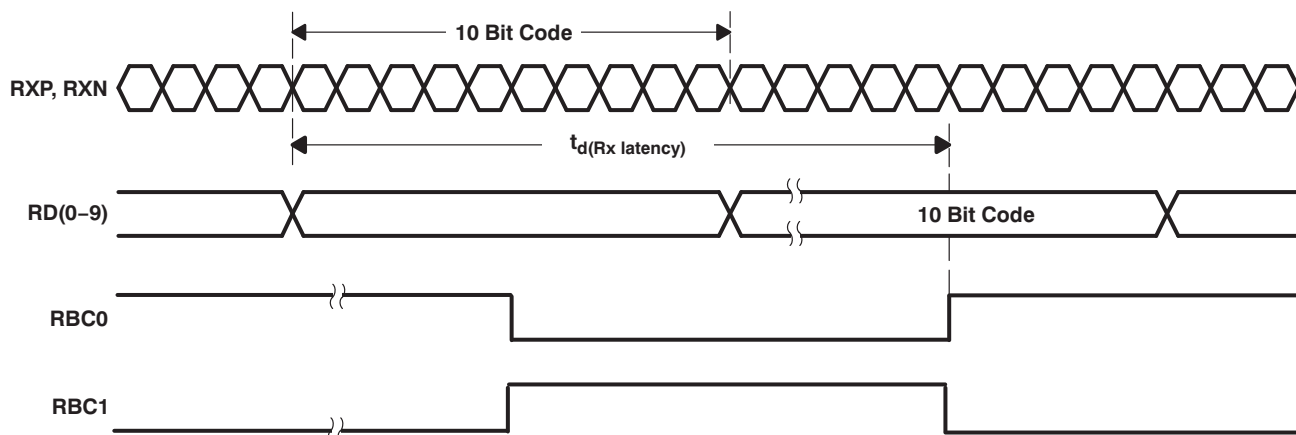 10 Bit Code
RXP, RXN
td(Rx latency)
RD(0–9)
10 Bit Code
RBC0
RBC1